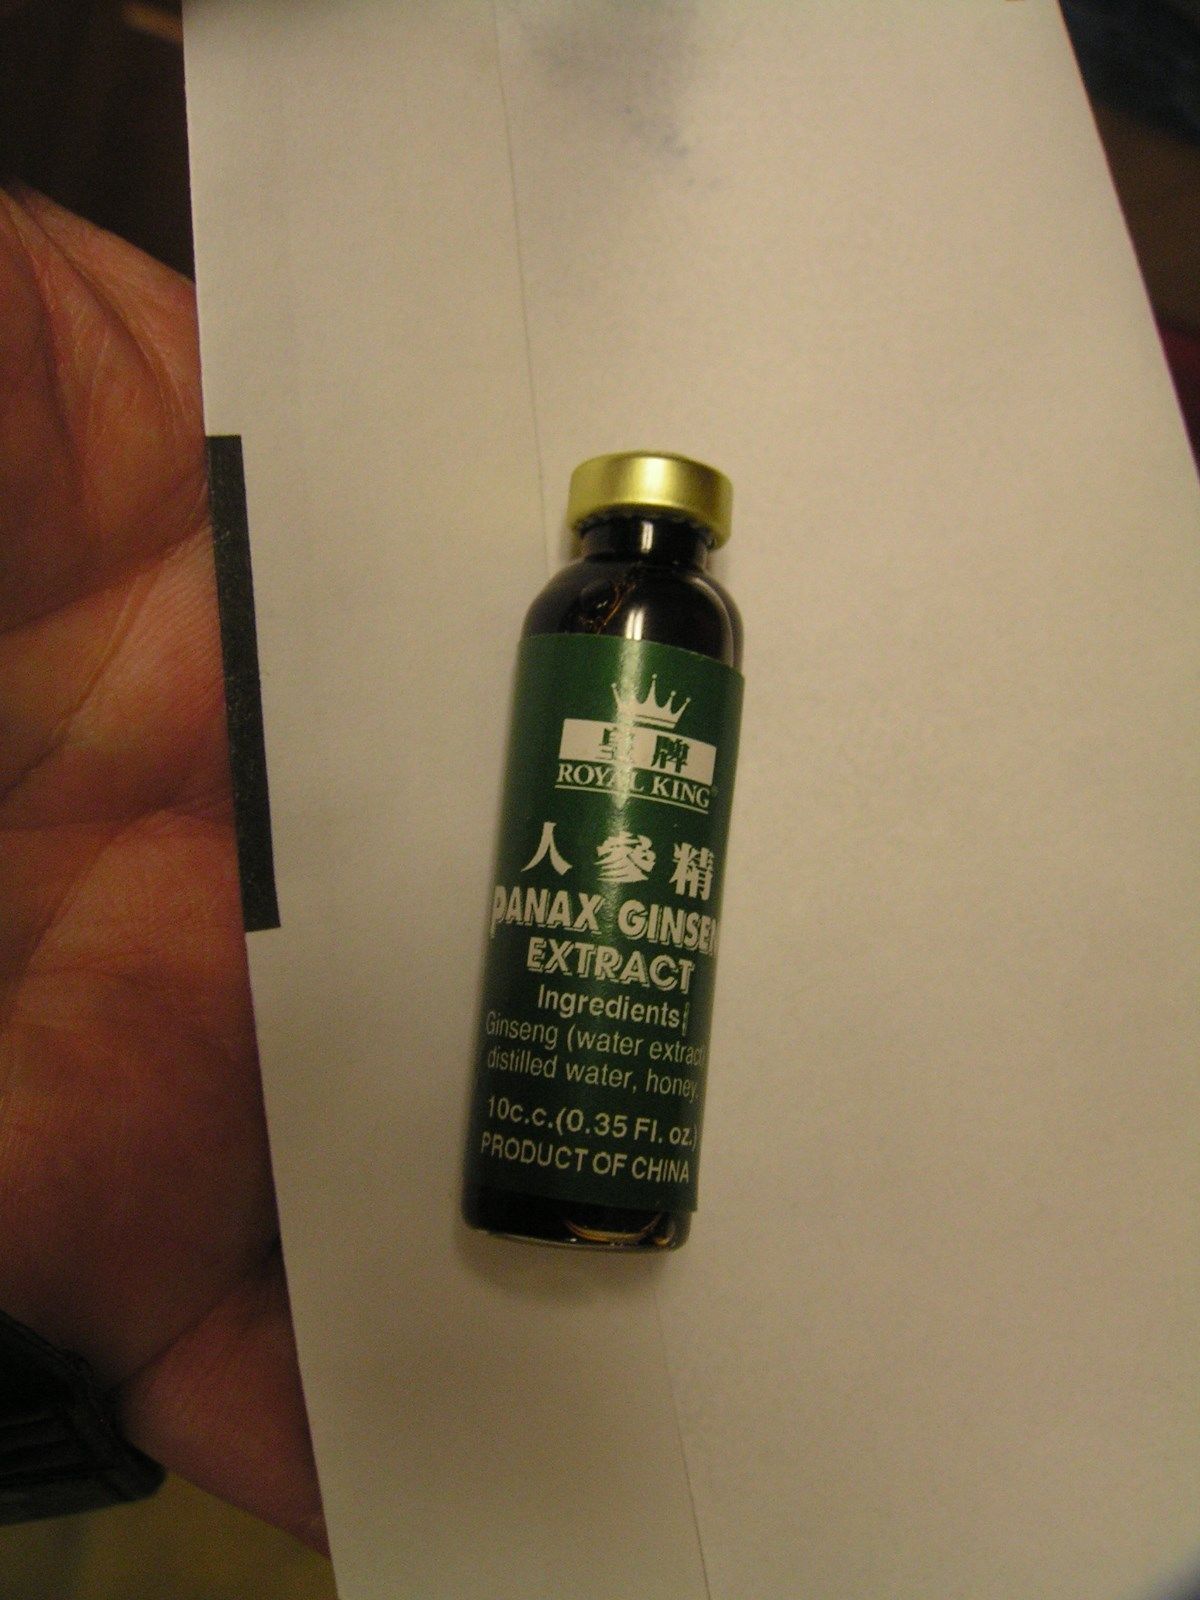 皇牌
ROYAL KING®
人參精
PANAX GINSEN
EXTRACT
Ingredients:
Ginseng (water extract)
distilled water, honey.
10c.c.(0.35 Fl. oz.)
PRODUCT OF CHINA